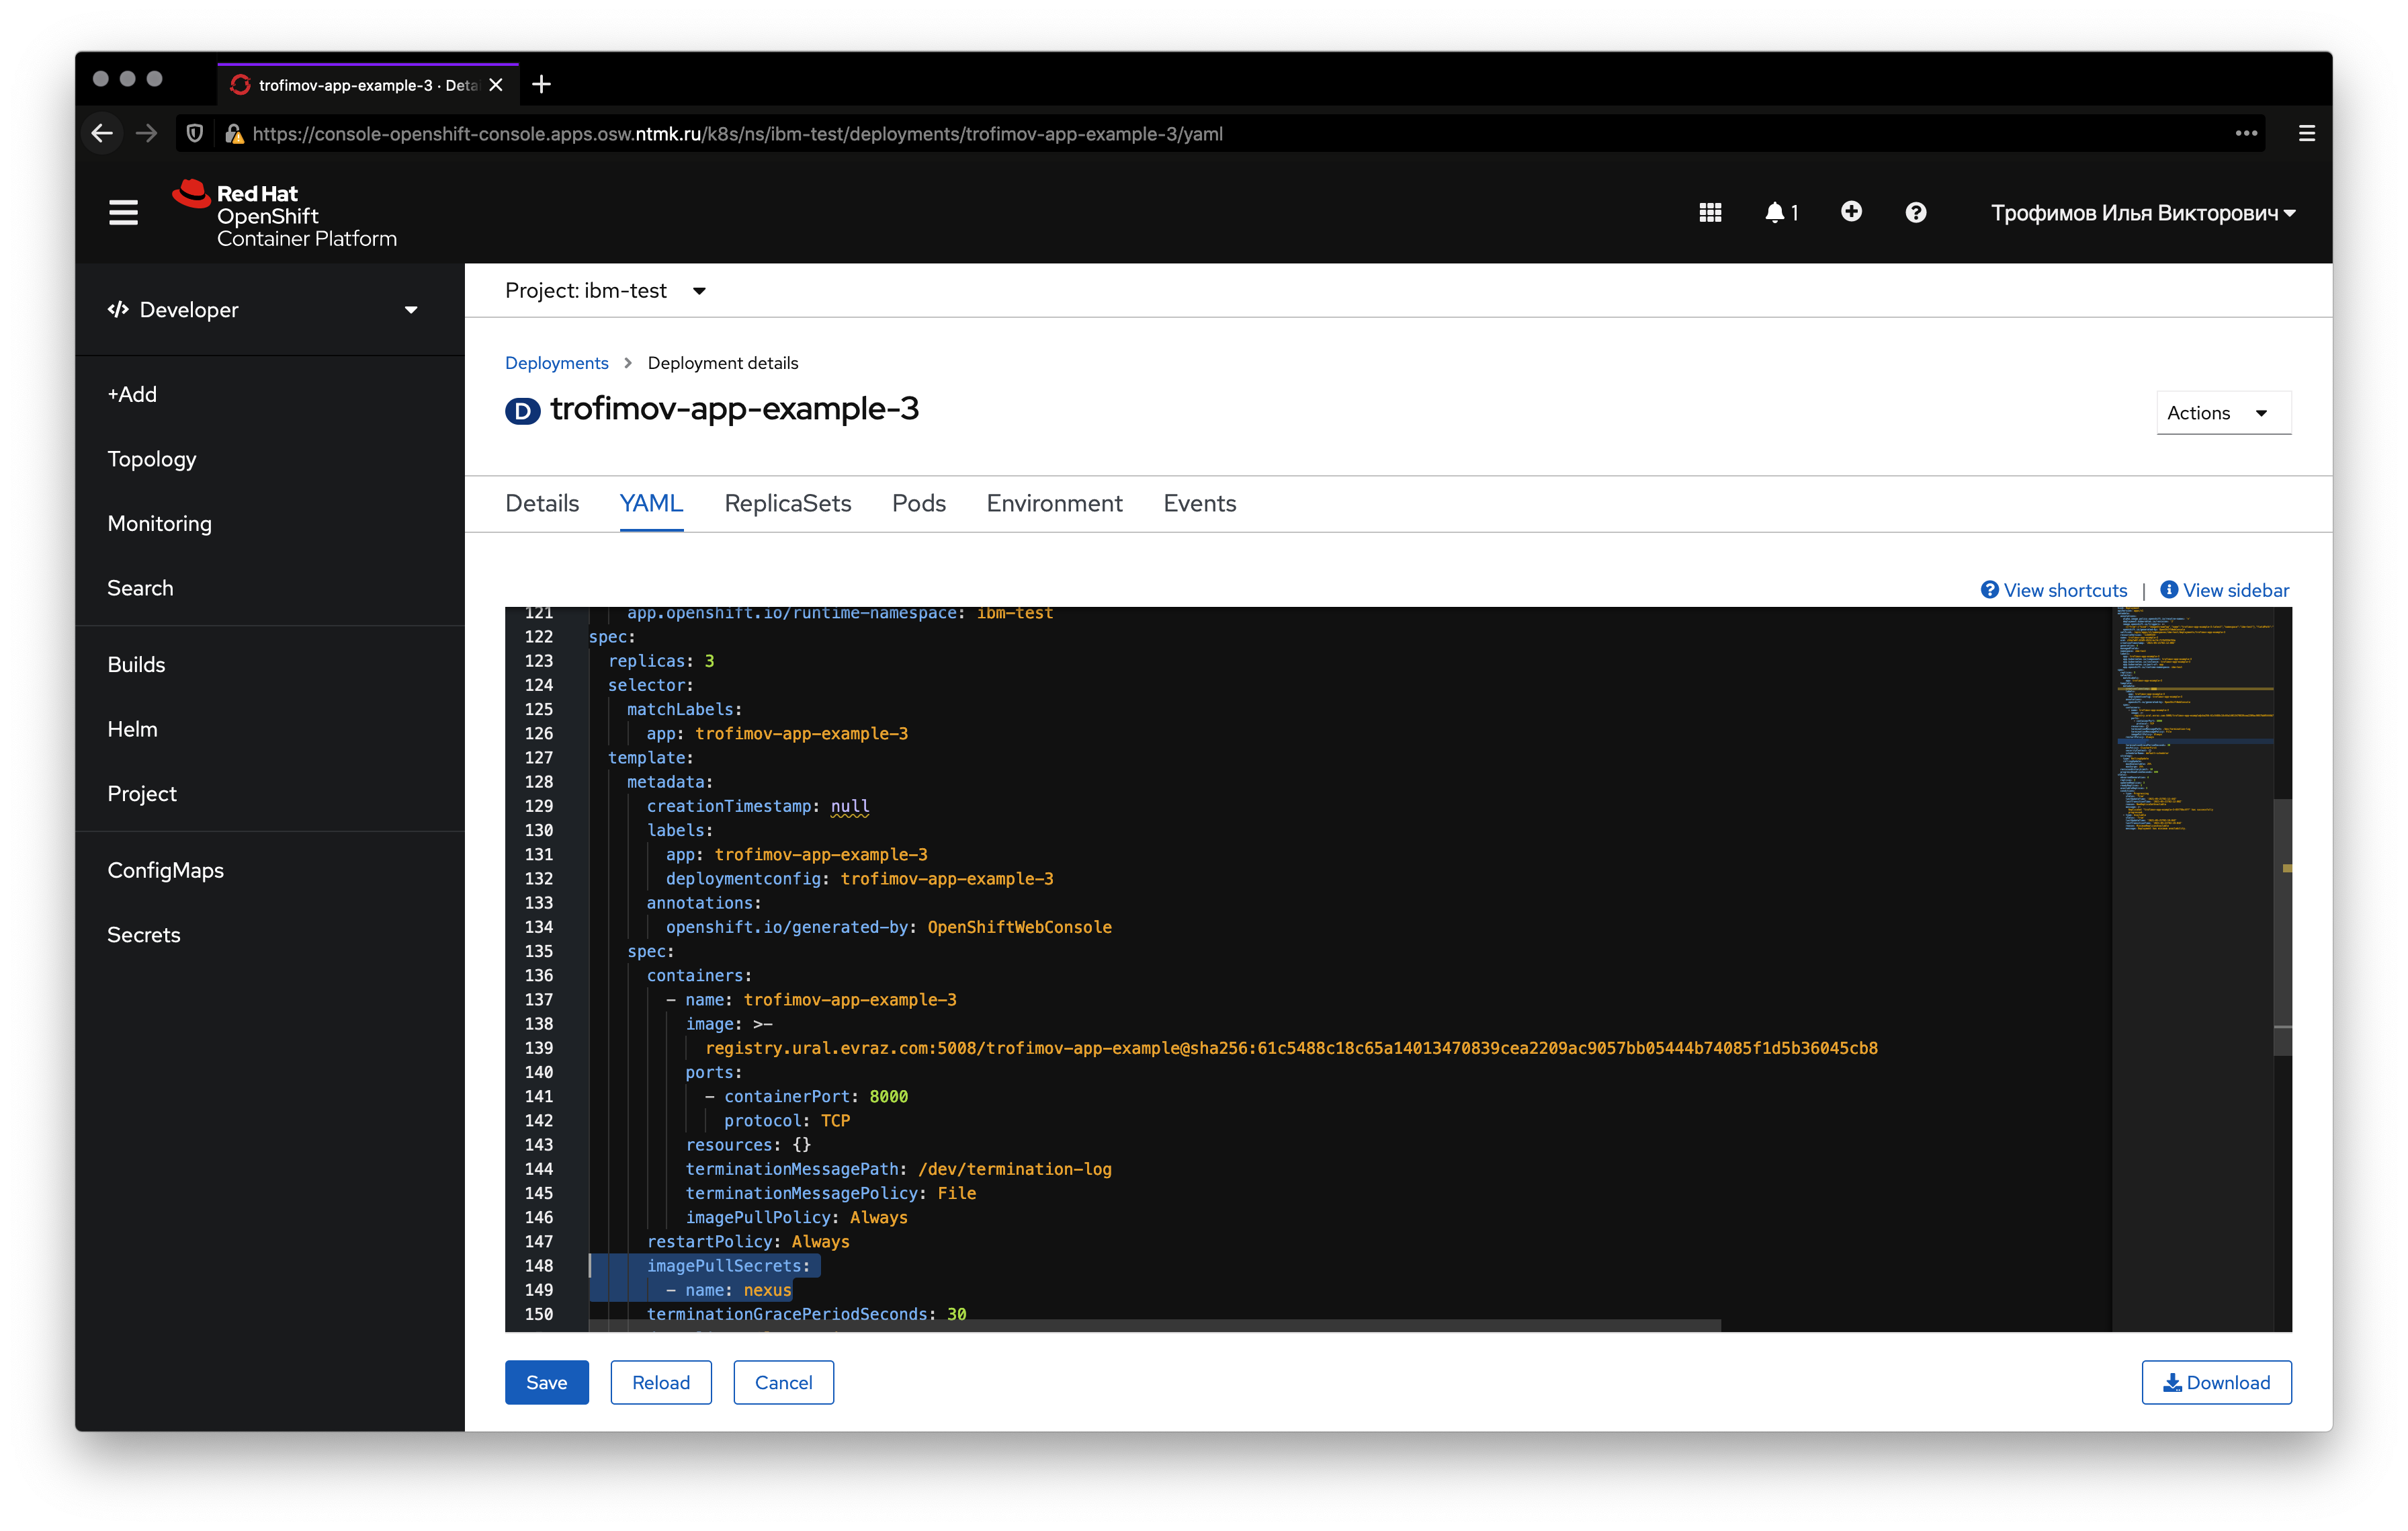 trofimov-app-example-3 · Deta
https://console-openshift-console.apps.osw.ntmk.ru/k8s/ns/ibm-test/deployments/trofimov-app-example-3/yaml
Red Hat
OpenShift
Container Platform
1
Трофимов Илья Викторович
Developer
+Add
Topology
Monitoring
Search
Builds
Helm
Project
ConfigMaps
Secrets
Project: ibm-test
Deployments > Deployment details
D trofimov-app-example-3
Actions
Details YAML ReplicaSets Pods Environment Events
View shortcuts | View sidebar
121 app.openshift.io/runtime-namespace: ibm-test
122 spec:
123 replicas: 3
124 selector:
125 matchLabels:
126 app: trofimov-app-example-3
127 template:
128 metadata:
129 creationTimestamp: null
130 labels:
131 app: trofimov-app-example-3
132 deploymentconfig: trofimov-app-example-3
133 annotations:
134 openshift.io/generated-by: OpenShiftWebConsole
135 spec:
136 containers:
137 - name: trofimov-app-example-3
138 image: >-
139 registry.ural.evraz.com:5008/trofimov-app-example@sha256:61c5488c18c65a14013470839cea2209ac9057bb05444b74085f1d5b36045cb8
140 ports:
141 - containerPort: 8000
142 protocol: TCP
143 resources: {}
144 terminationMessagePath: /dev/termination-log
145 terminationMessagePolicy: File
146 imagePullPolicy: Always
147 restartPolicy: Always
148 imagePullSecrets:
149 - name: nexus
150 terminationGracePeriodSeconds: 30
Save
Reload
Cancel
Download